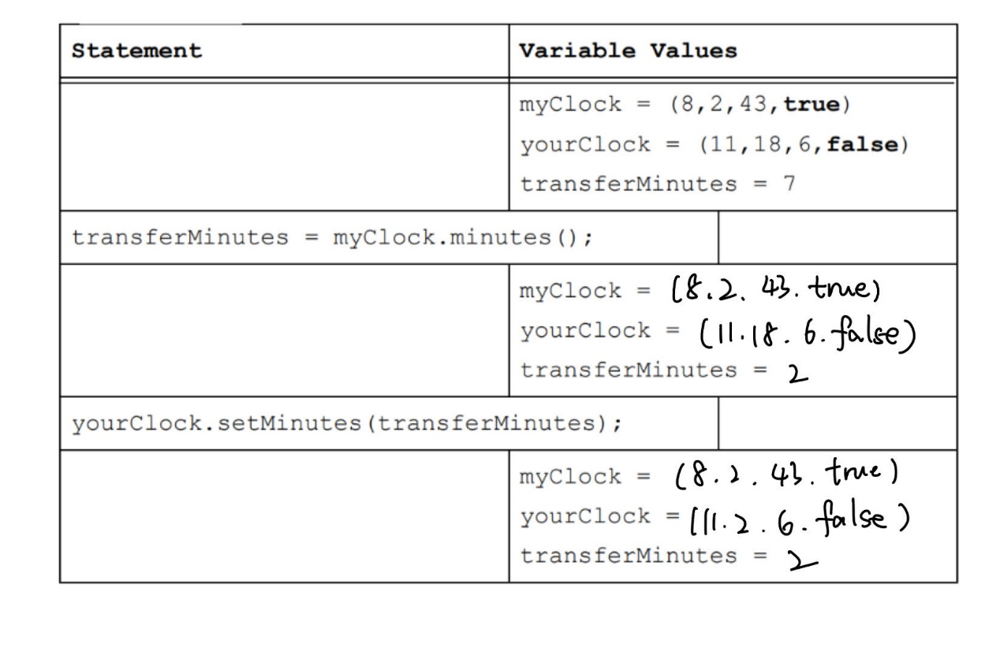 Statement
Variable Values
myClock = (8,2,43,true)
yourClock = (11,18,6,false)
transferMinutes = 7
transferMinutes = myClock.minutes();
myClock = (8.2. 43. true)
yourClock = (11.18. 6. false)
transferMinutes = 2
yourClock.setMinutes(transferMinutes);
myClock = (8. 2. 43. true)
yourClock = (11. 2. 6. false)
transferMinutes = 2